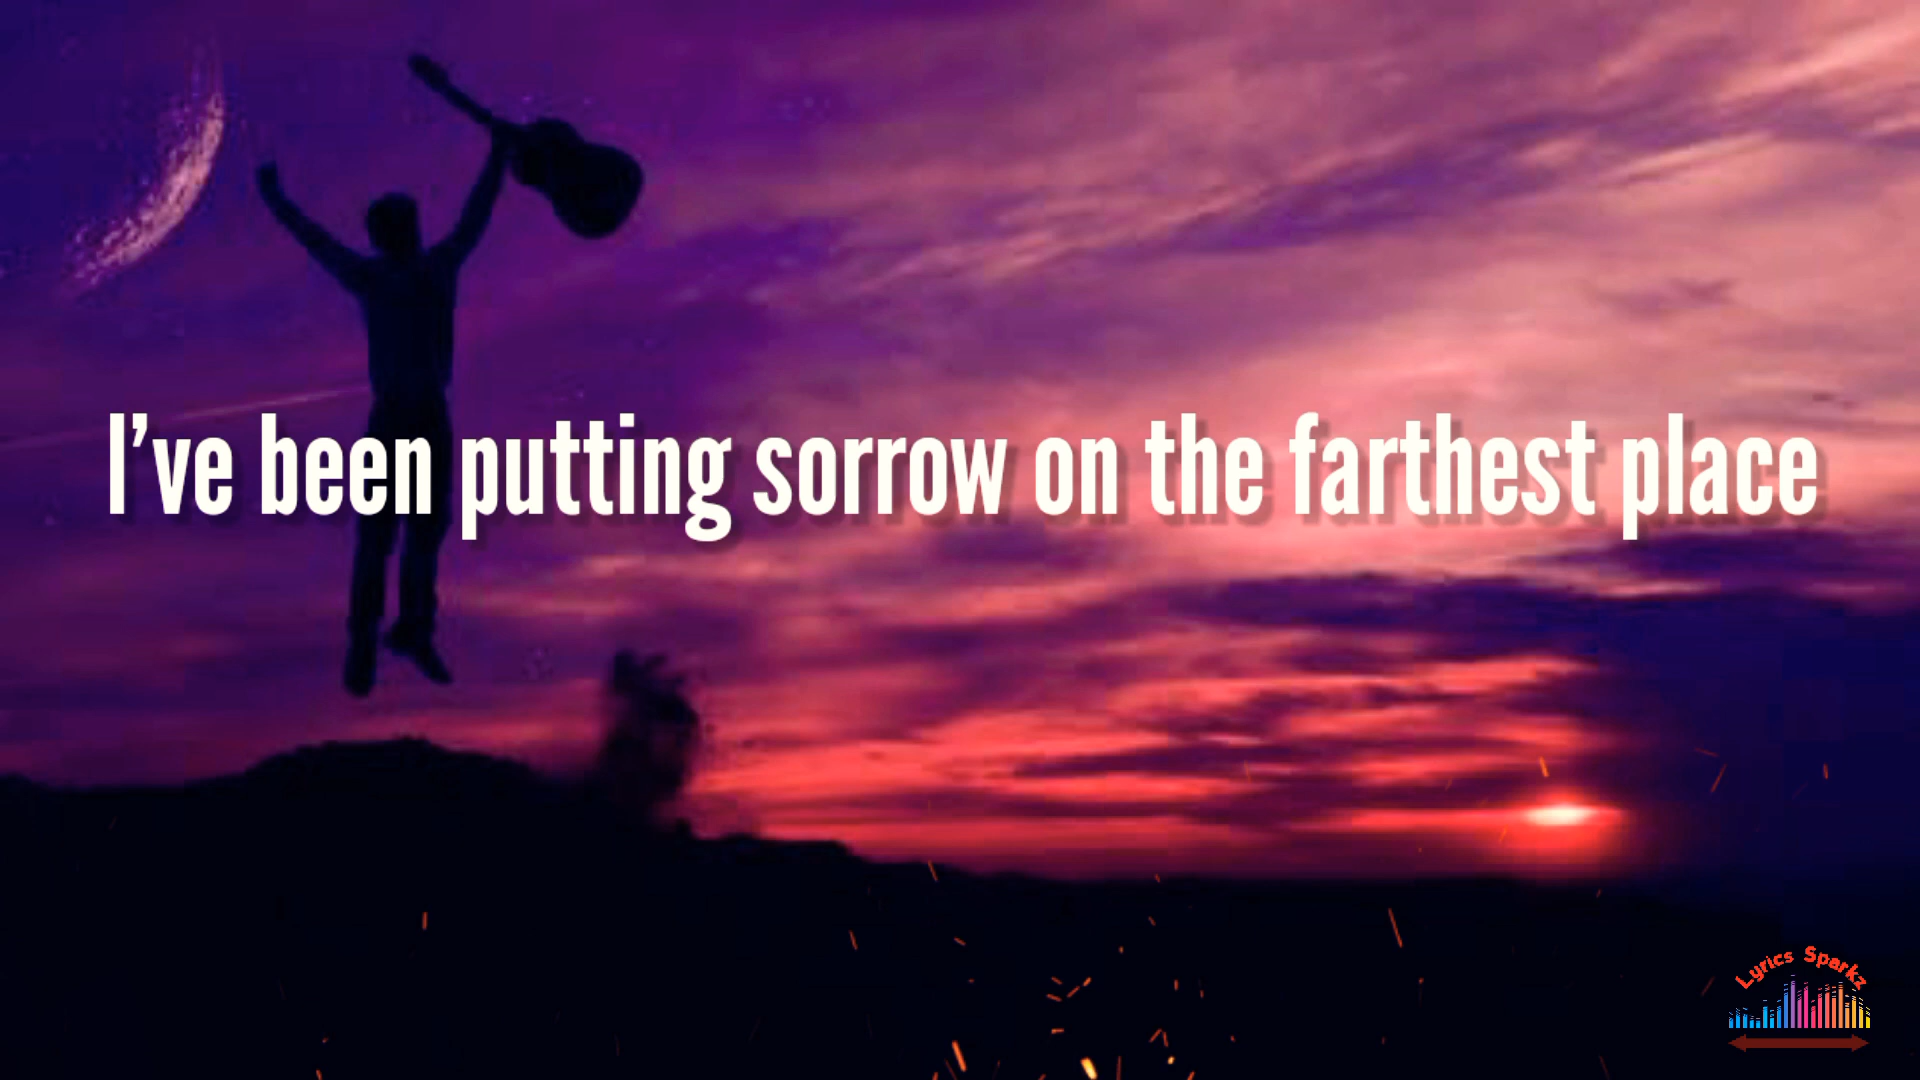 I’ve been putting sorrow on the farthest place
Lyrics Sparkz